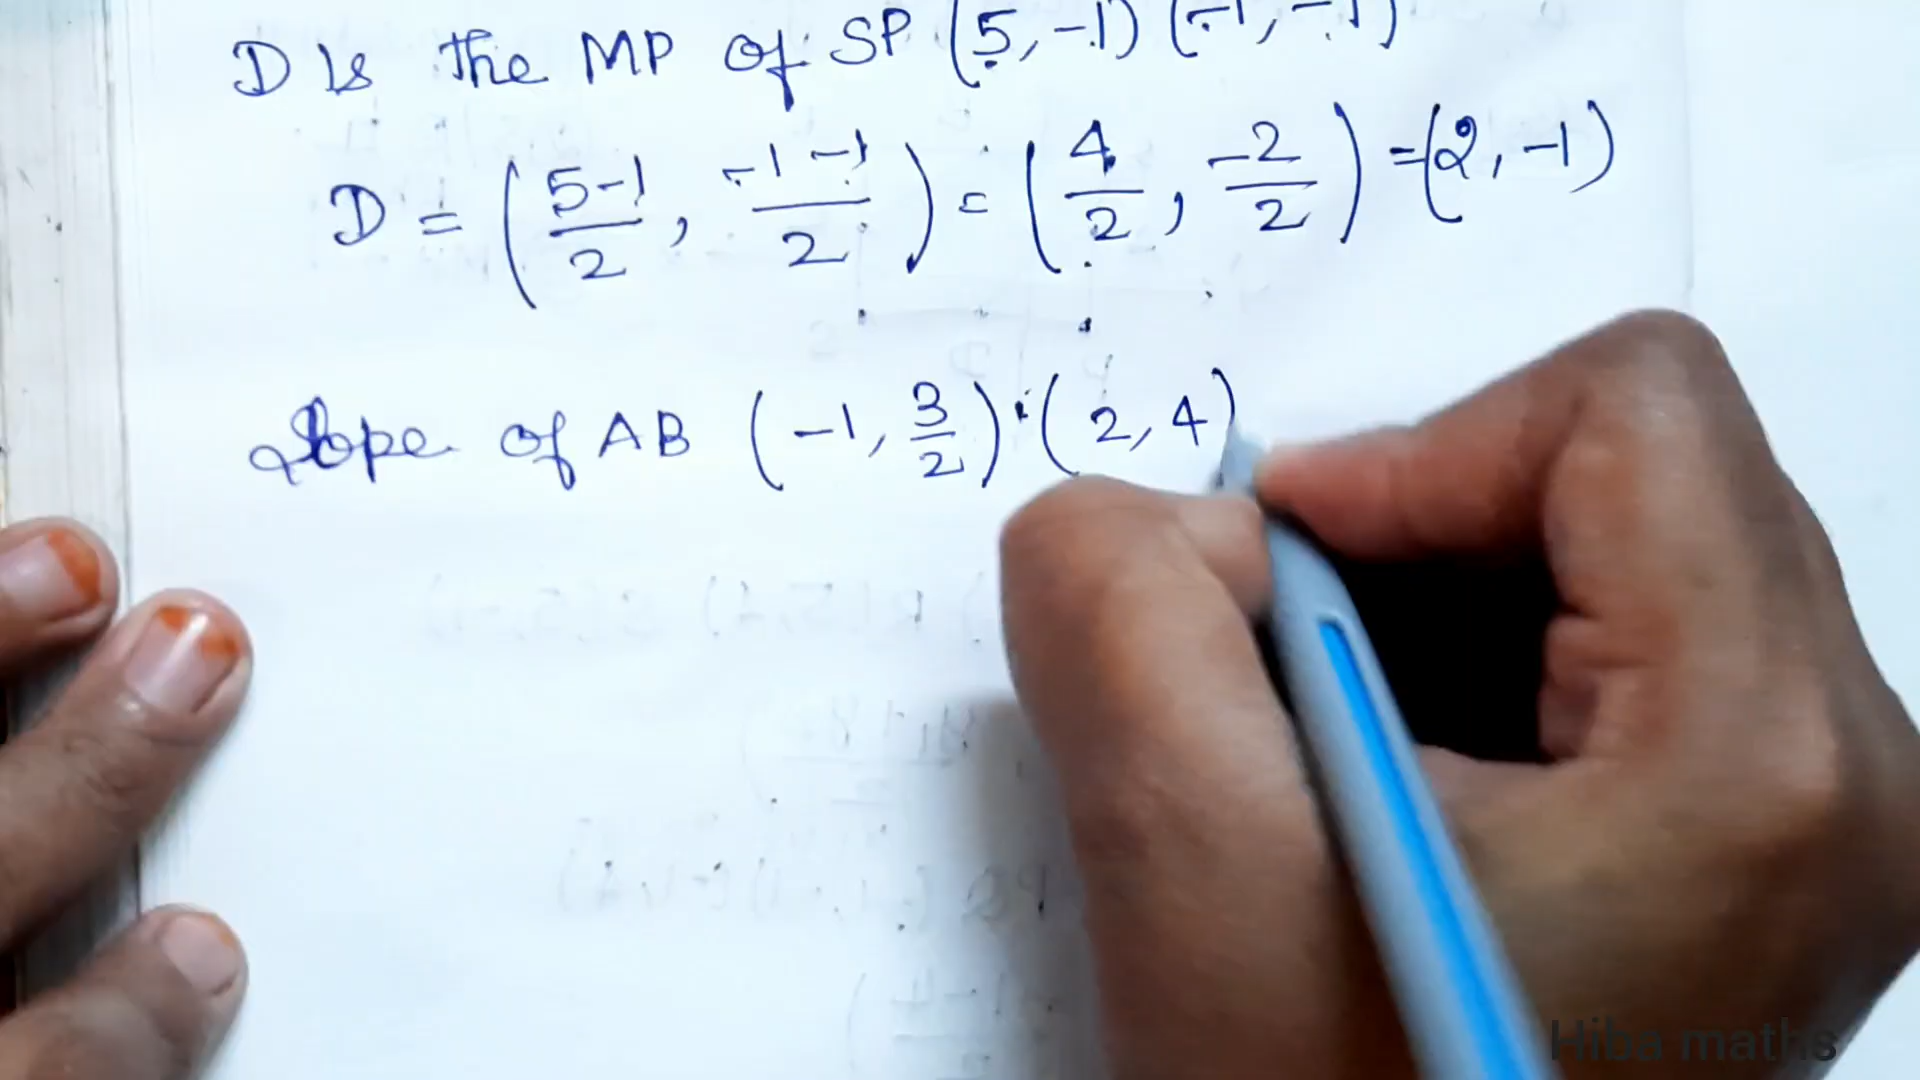 D is the MP of SP (5, -1) (-1, -1)
D = (5-1/2, -1-1/2) = (4/2, -2/2) = (2, -1)
Slope of AB (-1, 3/2) (2, 4)
Hiba maths